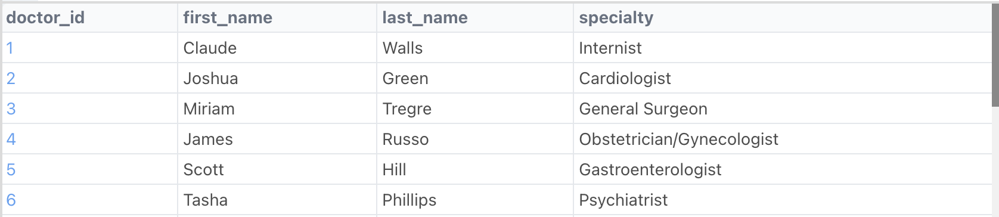 doctor_id first_name last_name specialty
1 Claude Walls Internist
2 Joshua Green Cardiologist
3 Miriam Tregre General Surgeon
4 James Russo Obstetrician/Gynecologist
5 Scott Hill Gastroenterologist
6 Tasha Phillips Psychiatrist